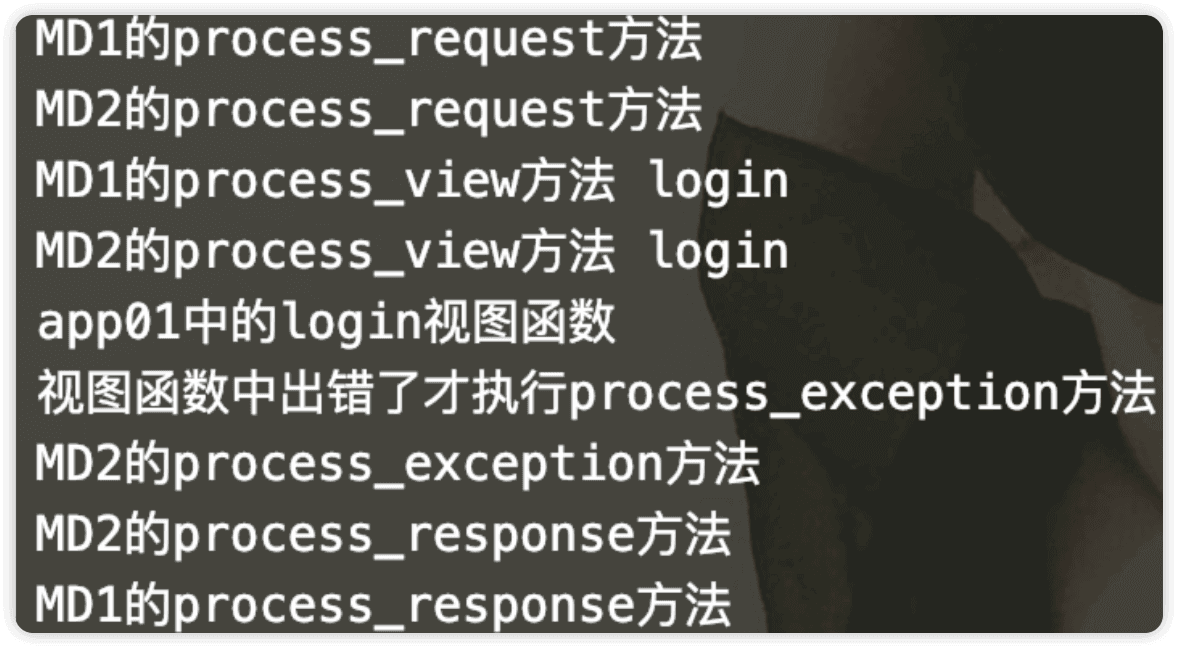 MD1的process_request方法
MD2的process_request方法
MD1的process_view方法 login
MD2的process_view方法 login
app01中的login视图函数
视图函数中出错了才执行process_exception方法
MD2的process_exception方法
MD2的process_response方法
MD1的process_response方法